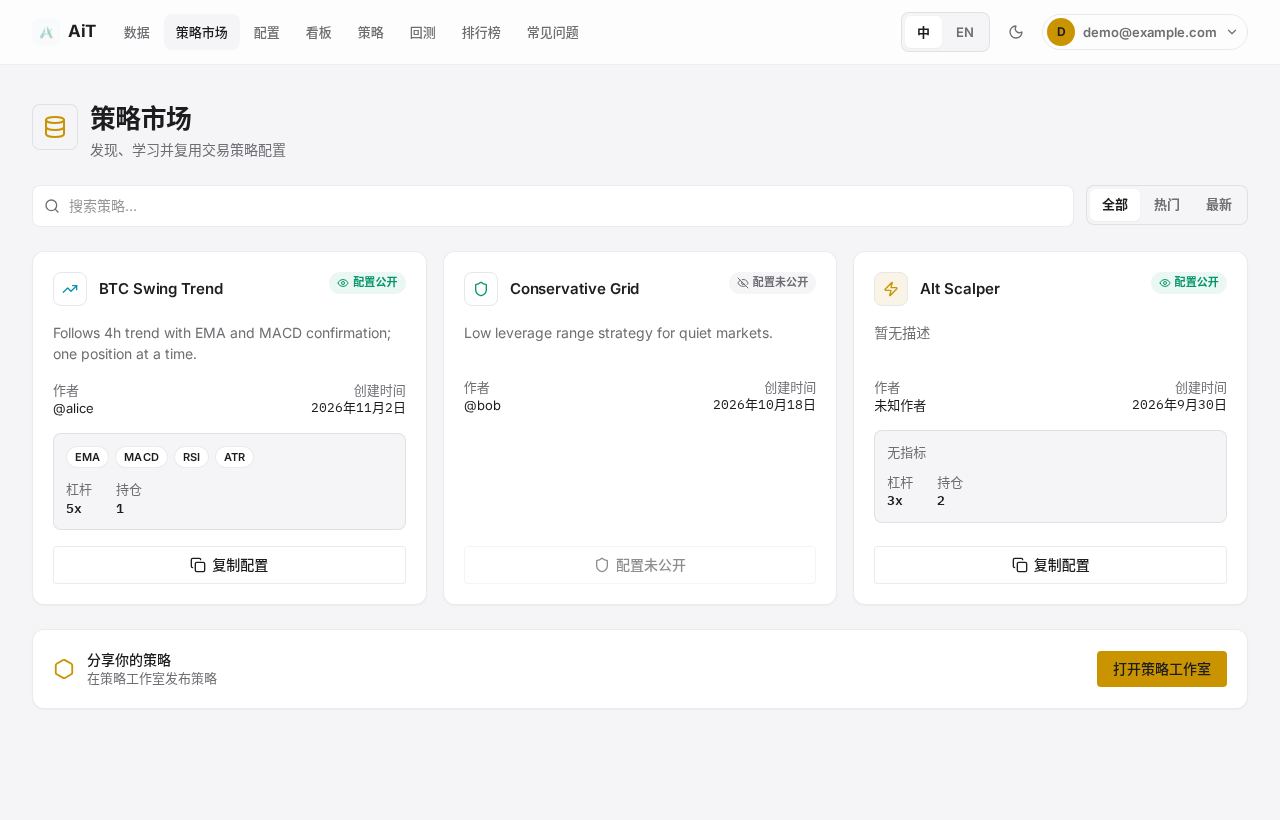 AiT 数据 策略市场 配置 看板 策略 回测 排行榜 常见问题 中 EN D demo@example.com
策略市场
发现、学习并复用交易策略配置
搜索策略...
全部 热门 最新
BTC Swing Trend 配置公开
Follows 4h trend with EMA and MACD confirmation;
one position at a time.
作者 创建时间
@alice 2026年11月2日
EMA MACD RSI ATR
杠杆 持仓
5x 1
复制配置
Conservative Grid 配置未公开
Low leverage range strategy for quiet markets.
作者 创建时间
@bob 2026年10月18日
配置未公开
Alt Scalper 配置公开
暂无描述
作者 创建时间
未知作者 2026年9月30日
无指标
杠杆 持仓
3x 2
复制配置
分享你的策略
在策略工作室发布策略
打开策略工作室